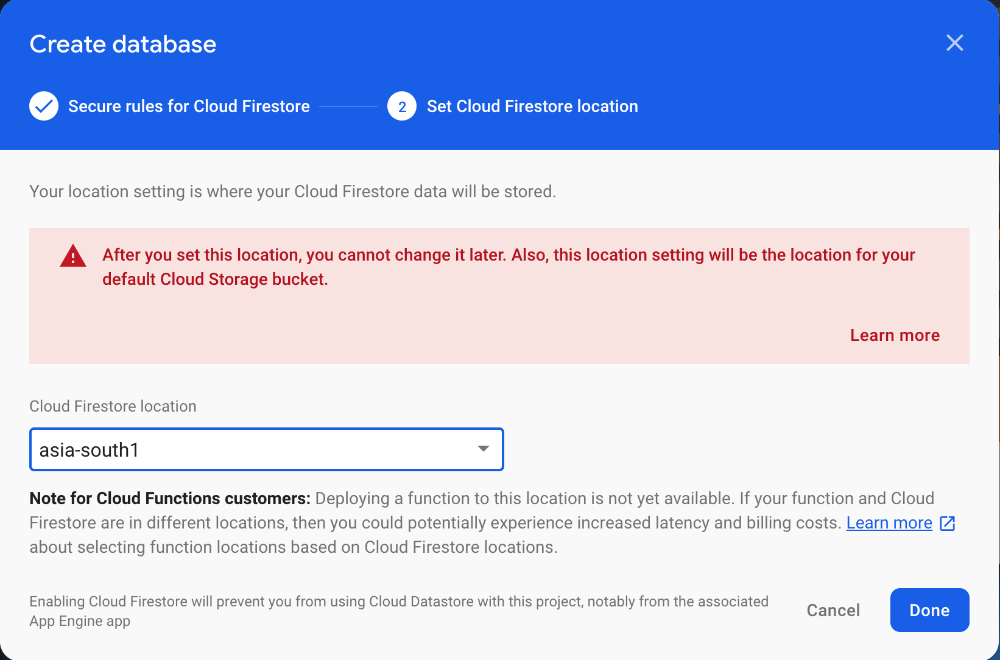 Create database
Secure rules for Cloud Firestore
2 Set Cloud Firestore location
Your location setting is where your Cloud Firestore data will be stored.
After you set this location, you cannot change it later. Also, this location setting will be the location for your
default Cloud Storage bucket.
Learn more
Cloud Firestore location
asia-south1
Note for Cloud Functions customers: Deploying a function to this location is not yet available. If your function and Cloud
Firestore are in different locations, then you could potentially experience increased latency and billing costs. Learn more
about selecting function locations based on Cloud Firestore locations.
Enabling Cloud Firestore will prevent you from using Cloud Datastore with this project, notably from the associated
App Engine app
Cancel
Done